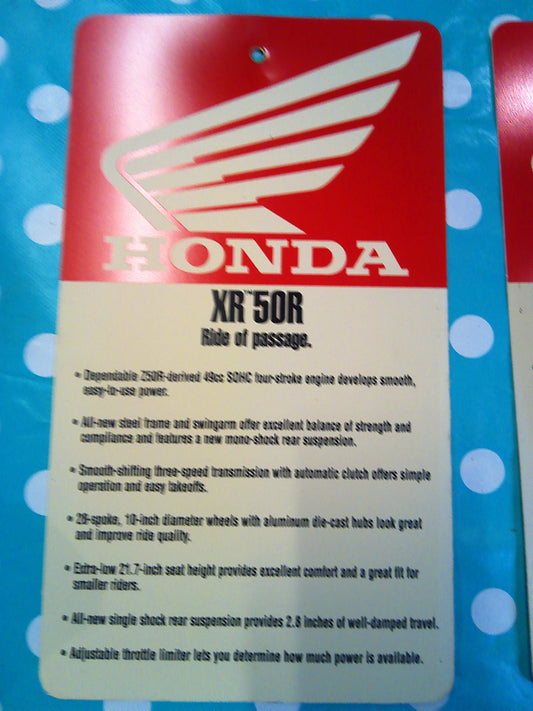 HONDA
XR™50R
Ride of passage.
• Dependable Z50R-derived 49cc SOHC four-stroke engine develops smooth,
easy-to-use power.
• All-new steel frame and swingarm offer excellent balance of strength and
compliance and features a new mono-shock rear suspension.
• Smooth-shifting three-speed transmission with automatic clutch offers simple
operation and easy takeoffs.
• 28-spoke, 10-inch diameter wheels with aluminum die-cast hubs look great
and improve ride quality.
• Extra-low 21.7-inch seat height provides excellent comfort and a great fit for
smaller riders.
• All-new single shock rear suspension provides 2.8 inches of well-damped travel.
• Adjustable throttle limiter lets you determine how much power is available.